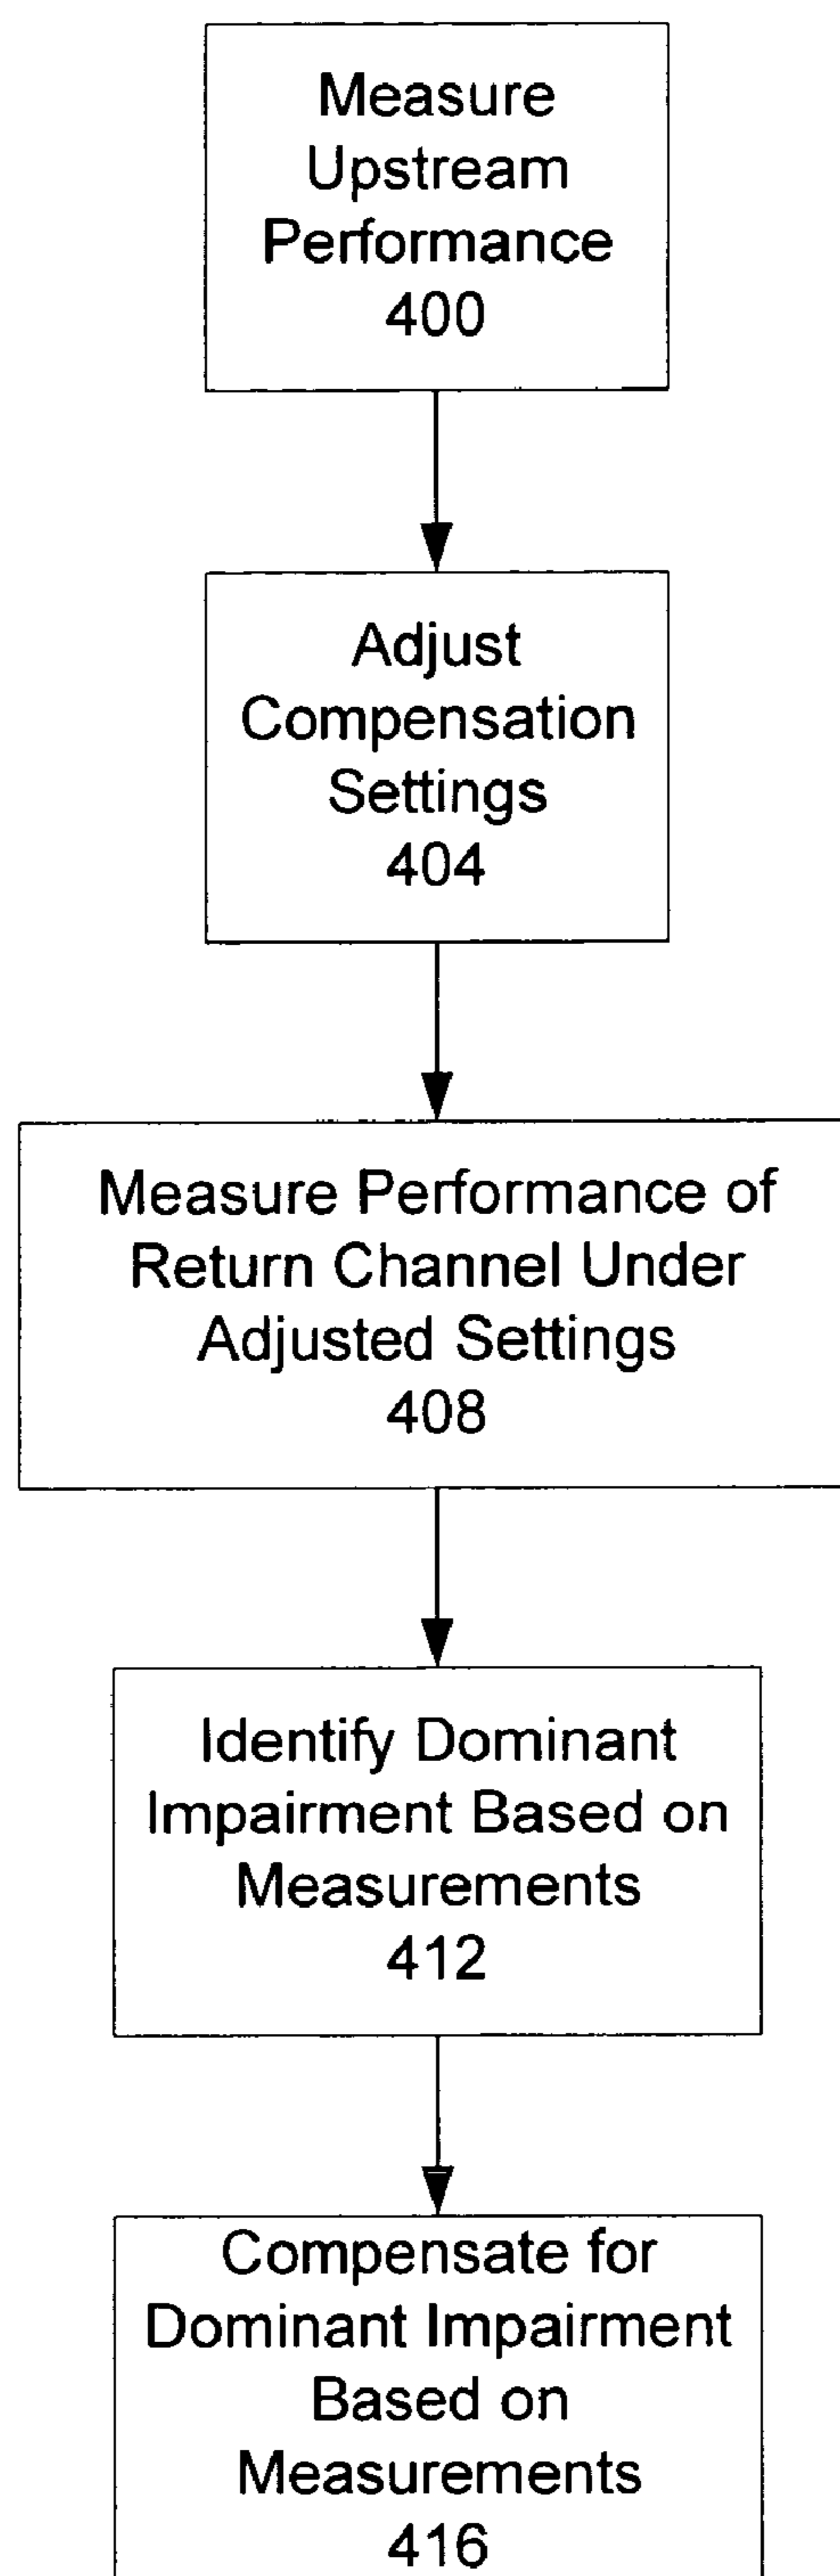 Measure
Upstream
Performance
400
Adjust
Compensation
Settings
404
Measure Performance of
Return Channel Under
Adjusted Settings
408
Identify Dominant
Impairment Based on
Measurements
412
Compensate for
Dominant Impairment
Based on
Measurements
416